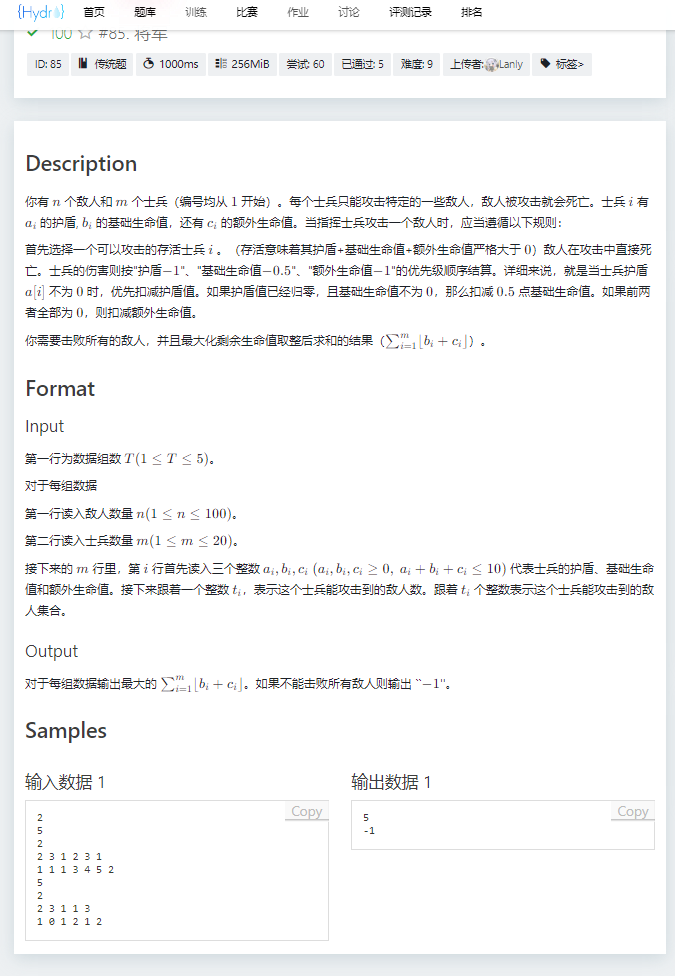 {Hydro} 首页 题库 训练 比赛 作业 讨论 评测记录 排名
100 #85. 将军
ID: 85 传统题 1000ms 256MiB 尝试: 60 已通过: 5 难度: 9 上传者: Lanly 标签>
Description
你有 n 个敌人和 m 个士兵（编号均从 1 开始）。每个士兵只能攻击特定的一些敌人，敌人被攻击就会死亡。士兵 i 有
a_i 的护盾, b_i 的基础生命值，还有 c_i 的额外生命值。当指挥士兵攻击一个敌人时，应当遵循以下规则：
首先选择一个可以攻击的存活士兵 i 。（存活意味着其护盾+基础生命值+额外生命值严格大于 0）敌人在攻击中直接死
亡。士兵的伤害则按"护盾−1"、"基础生命值−0.5"、"额外生命值−1"的优先级顺序结算。详细来说，就是当士兵护盾
a[i] 不为 0 时，优先扣减护盾值。如果护盾值已经归零，且基础生命值不为 0，那么扣减 0.5 点基础生命值。如果前两
者全部为 0，则扣减额外生命值。
你需要击败所有的敌人，并且最大化剩余生命值取整后求和的结果（∑_{i=1}^{m}⌊b_i + c_i⌋）。
Format
Input
第一行为数据组数 T(1 ≤ T ≤ 5)。
对于每组数据
第一行读入敌人数量 n(1 ≤ n ≤ 100)。
第二行读入士兵数量 m(1 ≤ m ≤ 20)。
接下来的 m 行里，第 i 行首先读入三个整数 a_i, b_i, c_i (a_i, b_i, c_i ≥ 0, a_i + b_i + c_i ≤ 10) 代表士兵的护盾、基础生命
值和额外生命值。接下来跟着一个整数 t_i，表示这个士兵能攻击到的敌人数。跟着 t_i 个整数表示这个士兵能攻击到的敌
人集合。
Output
对于每组数据输出最大的 ∑_{i=1}^{m}⌊b_i + c_i⌋。如果不能击败所有敌人则输出 ``−1''。
Samples
输入数据 1
Copy
2
5
2
2 3 1 2 3 1
1 1 1 3 4 5 2
5
2
2 3 1 1 3
1 0 1 2 1 2
输出数据 1
Copy
5
-1